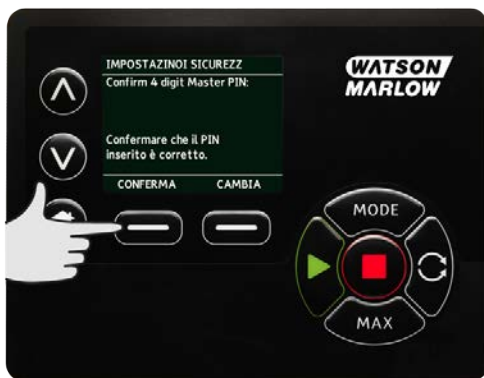 IMPOSTAZINOI SICUREZZ
Confirm 4 digit Master PIN:
Confermare che il PIN
inserito è corretto.
CONFERMA CAMBIA
WATSON
MARLOW
MODE
MAX